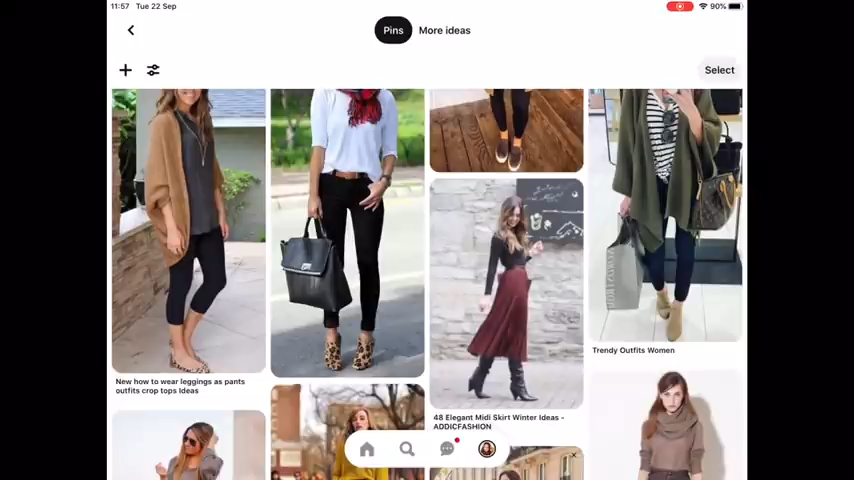 11:57 Tue 22 Sep
90%
Pins
More ideas
Select
New how to wear leggings as pants
outfits crop tops Ideas
48 Elegant Midi Skirt Winter Ideas -
ADDICFASHION
Trendy Outfits Women